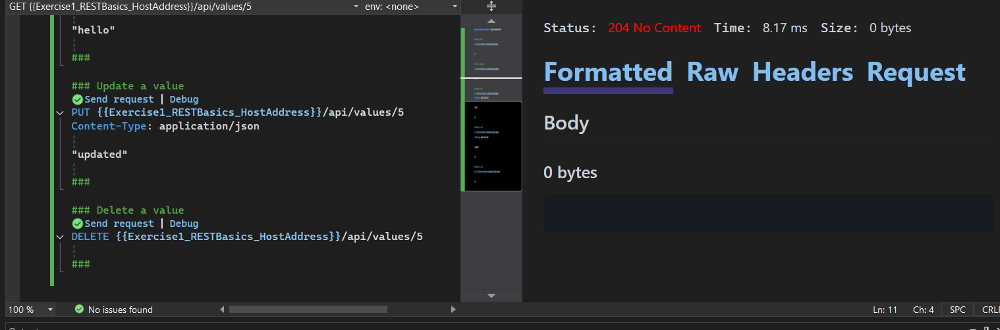 GET {{Exercise1_RESTBasics_HostAddress}}/api/values/5
env: <none>
"hello"
###
### Update a value
Send request | Debug
PUT {{Exercise1_RESTBasics_HostAddress}}/api/values/5
Content-Type: application/json
"updated"
###
### Delete a value
Send request | Debug
DELETE {{Exercise1_RESTBasics_HostAddress}}/api/values/5
###
Status: 204 No Content Time: 8.17 ms Size: 0 bytes
Formatted Raw Headers Request
Body
0 bytes
100 % No issues found Ln: 11 Ch: 4 SPC